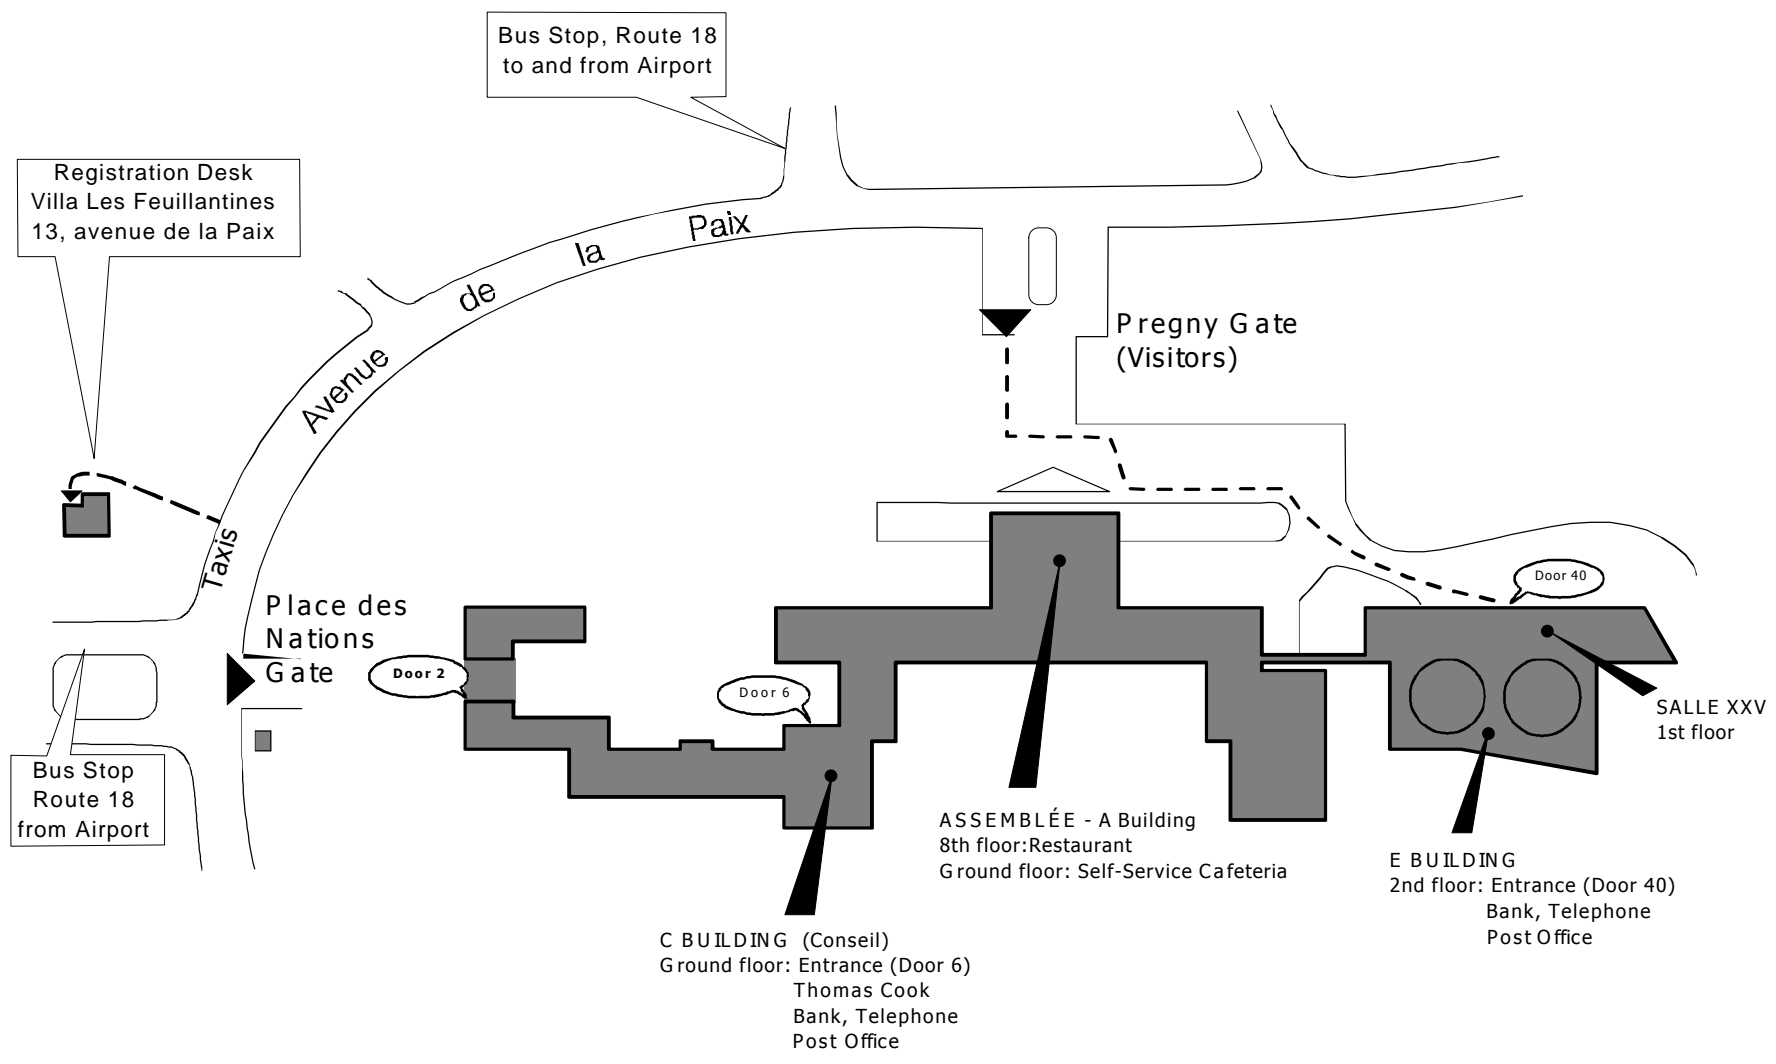 Bus Stop, Route 18
to and from Airport
Registration Desk
Villa Les Feuillantines
13, avenue de la Paix
Avenue de la Paix
Pregny Gate
(Visitors)
Taxis
Place des
Nations
Gate
Door 2
Door 6
Door 40
SALLE XXV
1st floor
Bus Stop
Route 18
from Airport
ASSEMBLÉE - A Building
8th floor:Restaurant
Ground floor: Self-Service Cafeteria
E BUILDING
2nd floor: Entrance (Door 40)
Bank, Telephone
Post Office
C BUILDING (Conseil)
Ground floor: Entrance (Door 6)
Thomas Cook
Bank, Telephone
Post Office